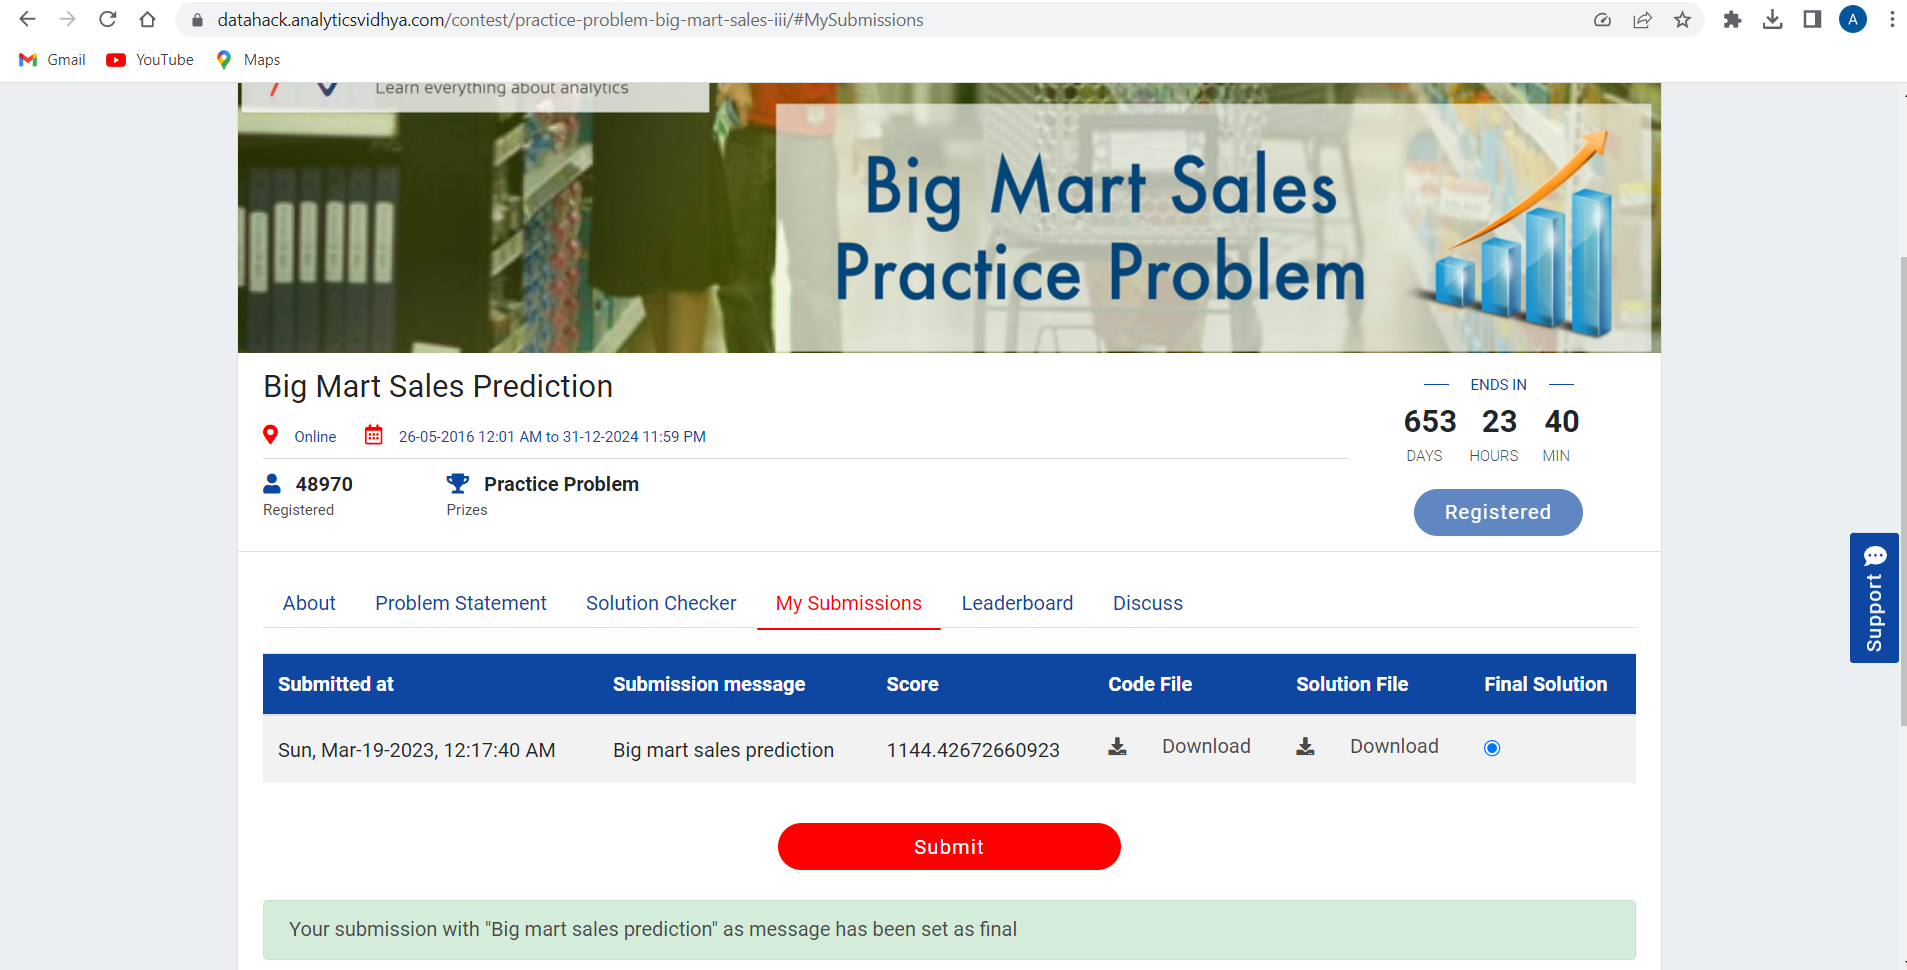 datahack.analyticsvidhya.com/contest/practice-problem-big-mart-sales-iii/#MySubmissions
A
Gmail YouTube Maps
Learn everything about analytics
Big Mart Sales
Practice Problem
Big Mart Sales Prediction
Online 26-05-2016 12:01 AM to 31-12-2024 11:59 PM
48970 Practice Problem
Registered Prizes
ENDS IN
653 23 40
DAYS HOURS MIN
Registered
Support
About Problem Statement Solution Checker My Submissions Leaderboard Discuss
Submitted at Submission message Score Code File Solution File Final Solution
Sun, Mar-19-2023, 12:17:40 AM Big mart sales prediction 1144.42672660923 Download Download
Submit
Your submission with "Big mart sales prediction" as message has been set as final